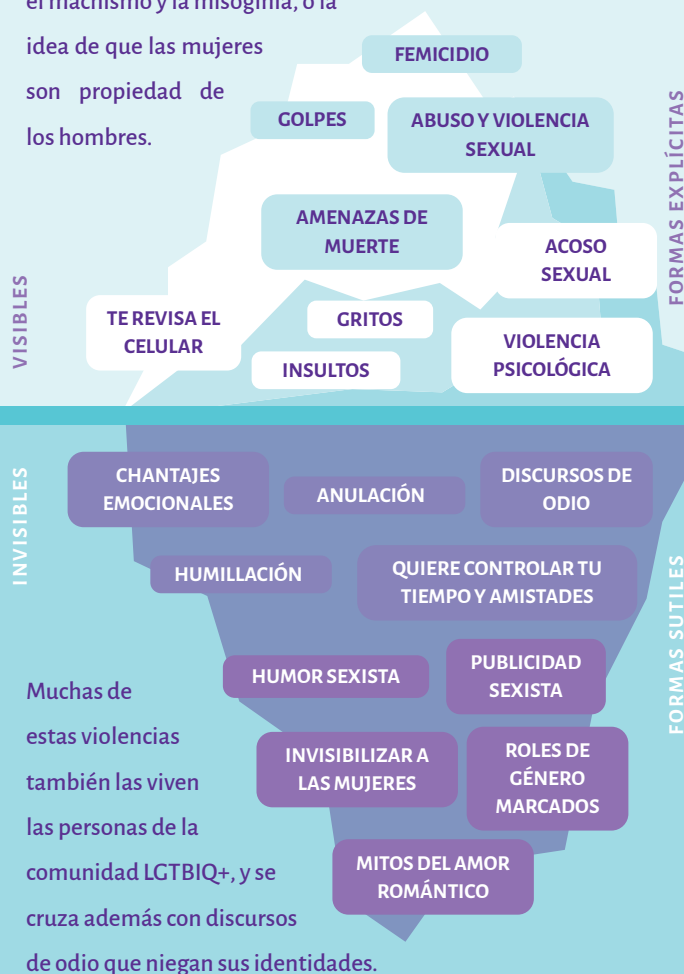 el machismo y la misoginia, o la
idea de que las mujeres
son propiedad de
los hombres.
FEMICIDIO
GOLPES
ABUSO Y VIOLENCIA
SEXUAL
AMENAZAS DE
MUERTE
ACOSO
SEXUAL
TE REVISA EL
CELULAR
GRITOS
INSULTOS
VIOLENCIA
PSICOLÓGICA
VISIBLES
FORMAS EXPLÍCITAS
CHANTAJES
EMOCIONALES
ANULACIÓN
DISCURSOS DE
ODIO
HUMILLACIÓN
QUIERE CONTROLAR TU
TIEMPO Y AMISTADES
HUMOR SEXISTA
PUBLICIDAD
SEXISTA
INVISIBILIZAR A
LAS MUJERES
ROLES DE
GÉNERO
MARCADOS
MITOS DEL AMOR
ROMÁNTICO
INVISIBLES
FORMAS SUTILES
Muchas de
estas violencias
también las viven
las personas de la
comunidad LGTBIQ+, y se
cruza además con discursos
de odio que niegan sus identidades.